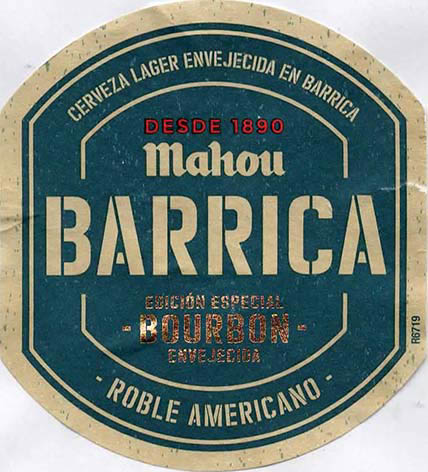 CERVEZA LAGER ENVEJECIDA EN BARRICA
DESDE 1890
Mahou
BARRICA
EDICIÓN ESPECIAL
- BOURBON -
ENVEJECIDA
- ROBLE AMERICANO -
R6719